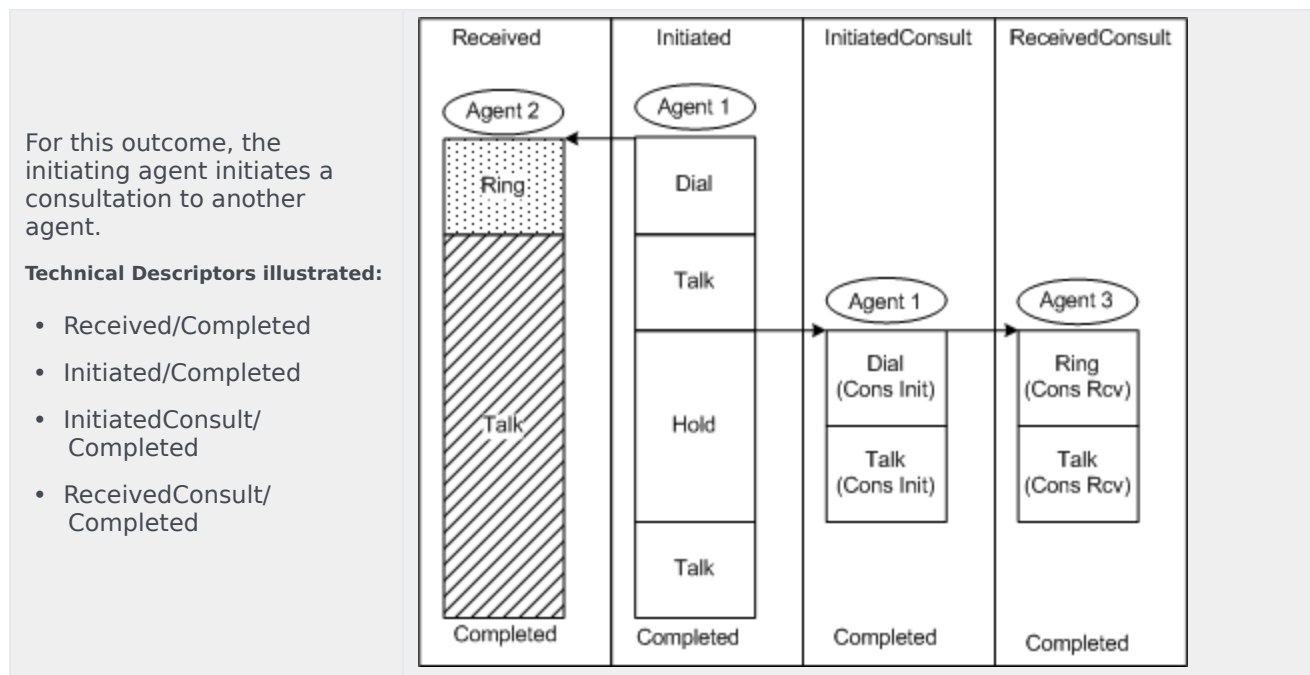 For this outcome, the
initiating agent initiates a
consultation to another
agent.
Technical Descriptors illustrated:
• Received/Completed
• Initiated/Completed
• InitiatedConsult/
Completed
• ReceivedConsult/
Completed
Received
Agent 2
Ring
Talk
Completed
Initiated
Agent 1
Dial
Talk
Hold
Talk
Completed
InitiatedConsult
Agent 1
Dial
(Cons Init)
Talk
(Cons Init)
Completed
ReceivedConsult
Agent 3
Ring
(Cons Rcv)
Talk
(Cons Rcv)
Completed